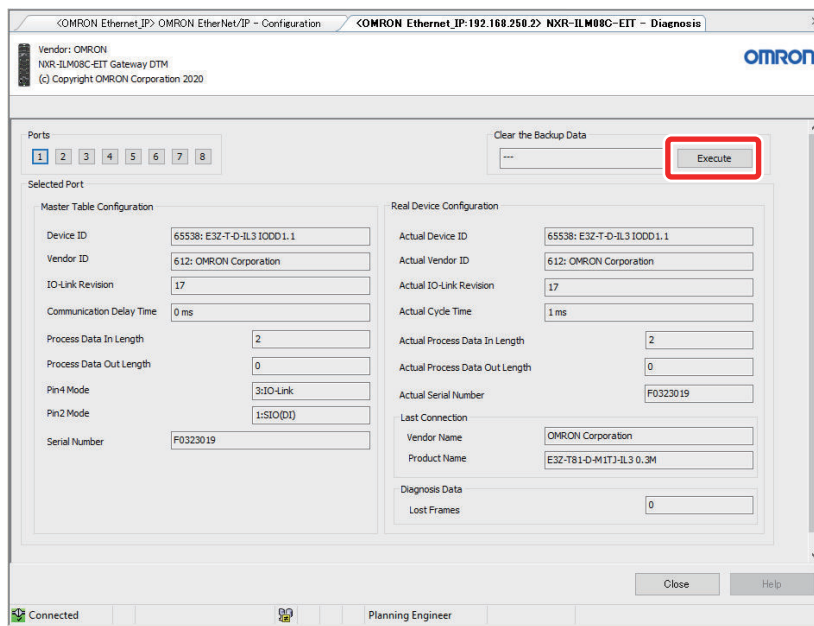 <OMRON Ethernet_IP> OMRON EtherNet/IP - Configuration
<OMRON Ethernet_IP:192.168.250.2> NXR-ILM08C-EIT - Diagnosis
Vendor: OMRON
NXR-ILM08C-EIT Gateway DTM
(c) Copyright OMRON Corporation 2020
OMRON
Ports
1 2 3 4 5 6 7 8
Clear the Backup Data
---
Execute
Selected Port
Master Table Configuration
Device ID 65538: E3Z-T-D-IL3 IODD1.1
Vendor ID 612: OMRON Corporation
IO-Link Revision 17
Communication Delay Time 0 ms
Process Data In Length 2
Process Data Out Length 0
Pin4 Mode 3:IO-Link
Pin2 Mode 1:SIO(DI)
Serial Number F0323019
Real Device Configuration
Actual Device ID 65538: E3Z-T-D-IL3 IODD1.1
Actual Vendor ID 612: OMRON Corporation
Actual IO-Link Revision 17
Actual Cycle Time 1 ms
Actual Process Data In Length 2
Actual Process Data Out Length 0
Actual Serial Number F0323019
Last Connection
Vendor Name OMRON Corporation
Product Name E3Z-T81-D-M1TJ-IL3 0.3M
Diagnosis Data
Lost Frames 0
Close
Help
Connected
Planning Engineer